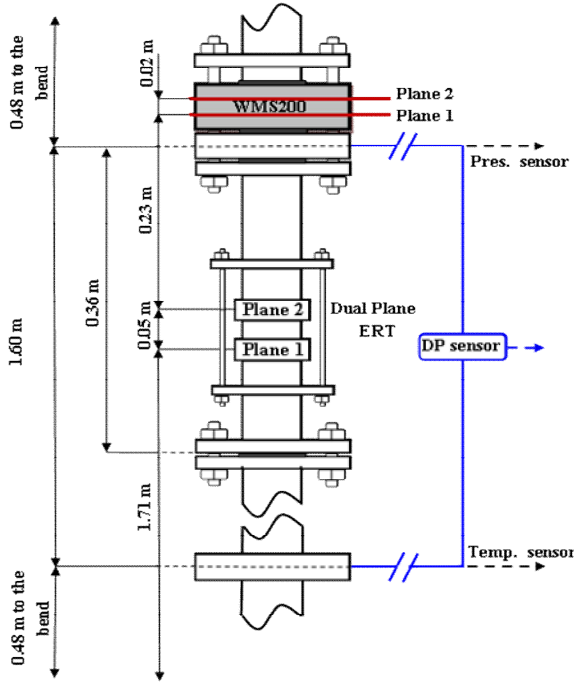 0.48 m to the
bend
0.02 m
WMS200
Plane 2
Plane 1
Pres. sensor
0.23 m
0.36 m
1.60 m
0.05 m
Plane 2
Plane 1
Dual Plane
ERT
DP sensor
1.71 m
Temp. sensor
0.48 m to the
bend